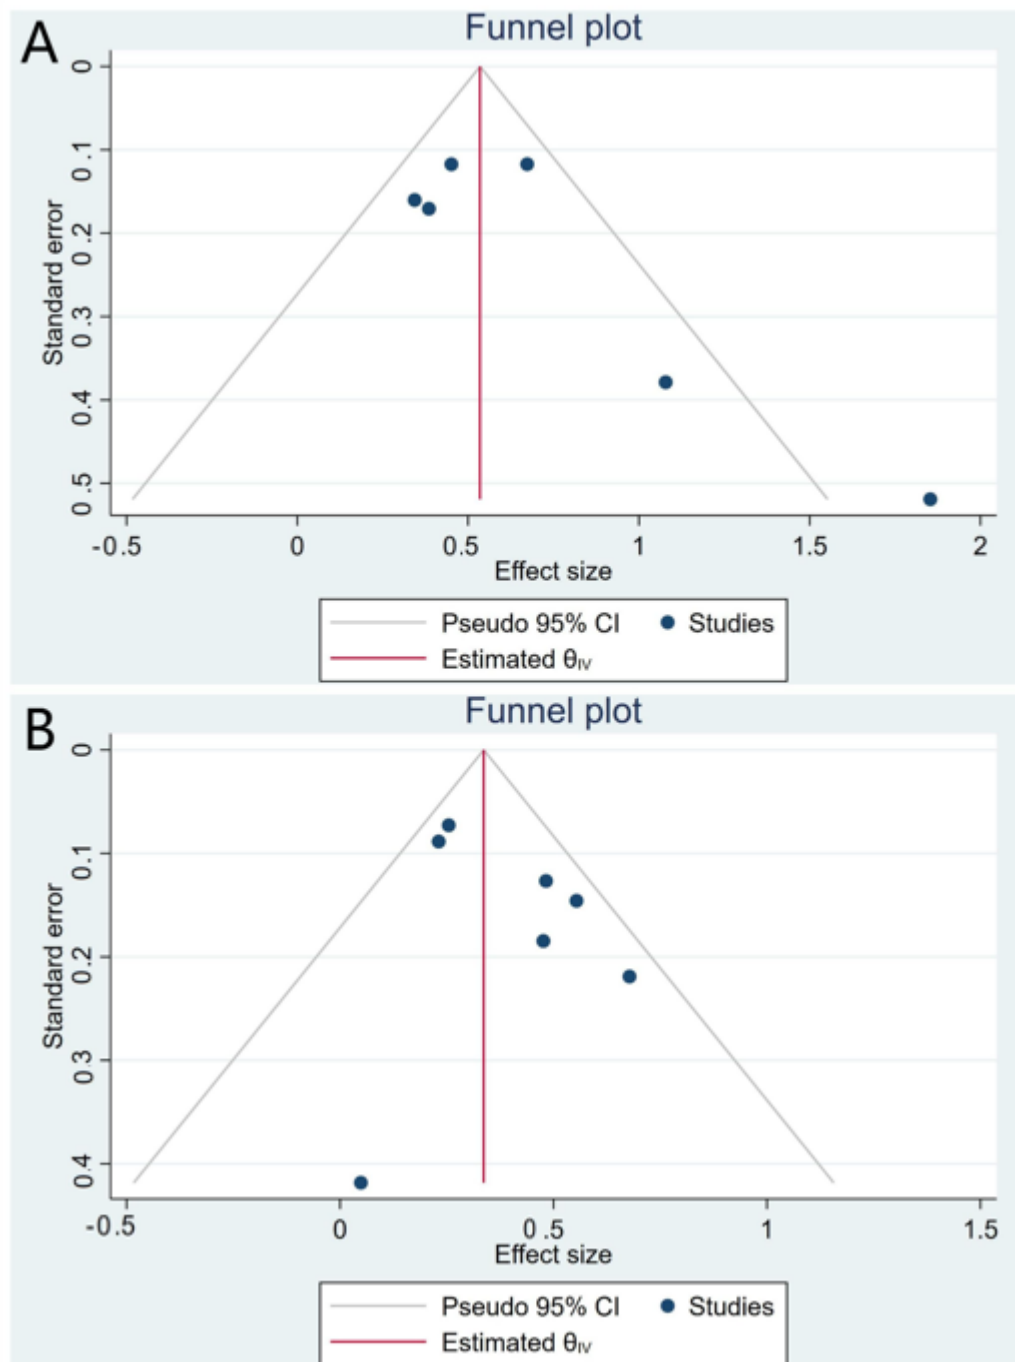 A
Funnel plot
Standard error
0
0.1
0.2
0.3
0.4
0.5
-0.5 0 0.5 1 1.5 2
Effect size
Pseudo 95% CI Studies
Estimated θIV
B
Funnel plot
Standard error
0
0.1
0.2
0.3
0.4
-0.5 0 0.5 1 1.5
Effect size
Pseudo 95% CI Studies
Estimated θIV